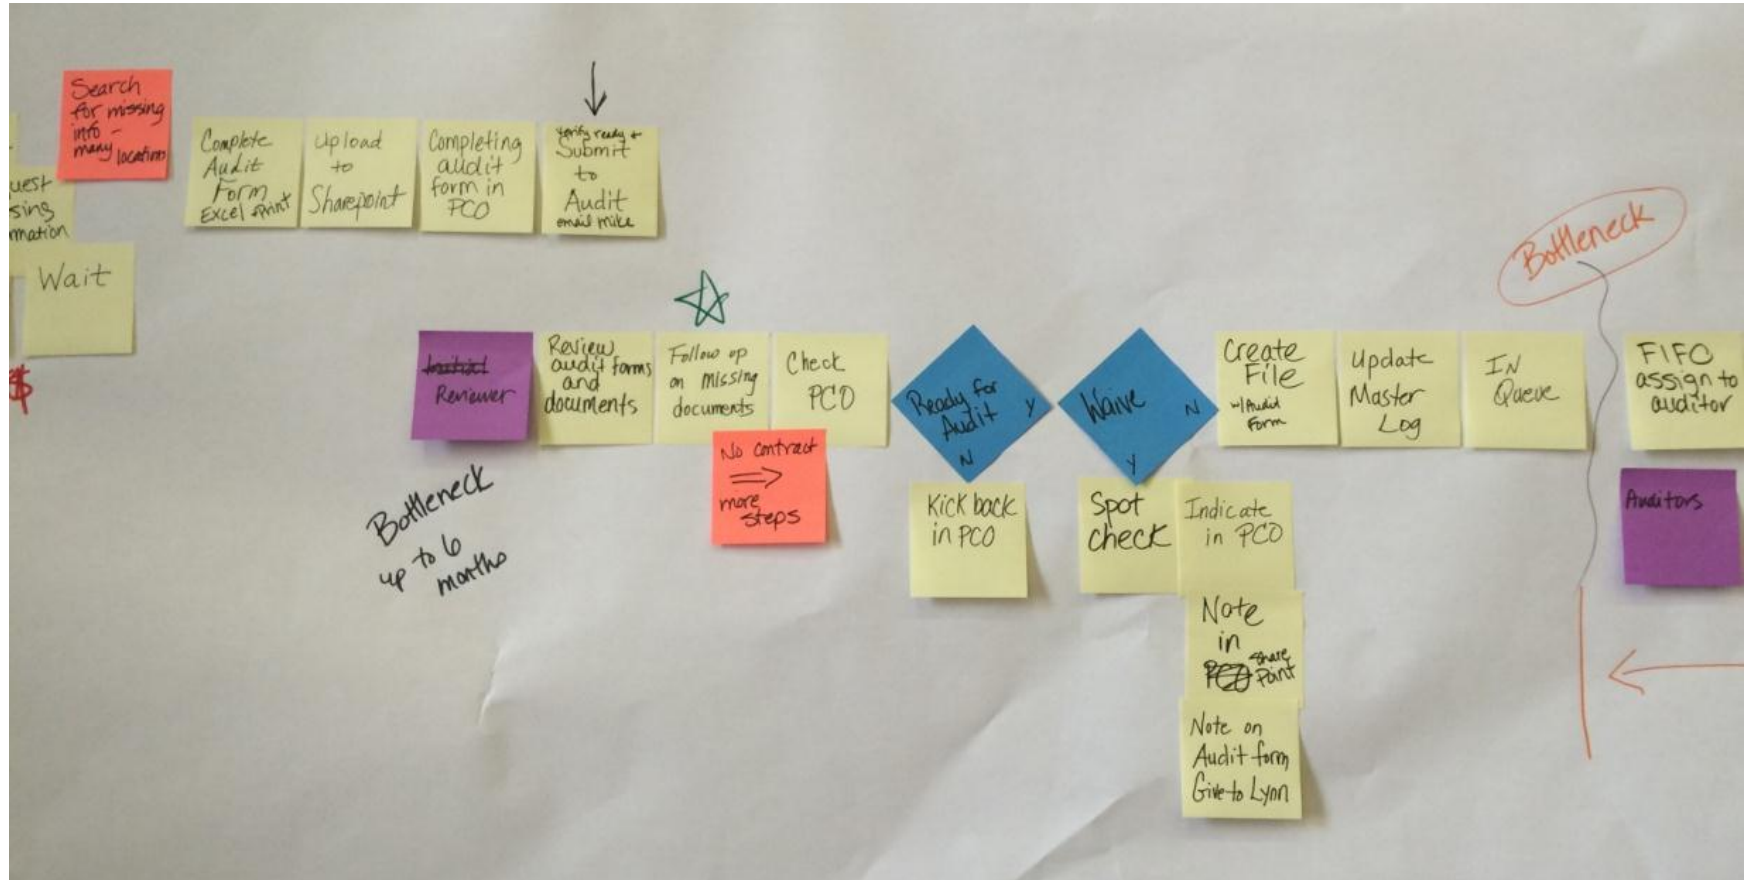 Search
for missing
info -
many locations
uest
sing
mation
Wait
$
Complete
Audit
Form
Excel + Print
Upload
to
Sharepoint
Completing
audit
form in
PCO
Verify ready +
Submit
to
Audit
email Mike
Reviewer
Bottleneck
up to 6
months
Review
audit forms
and
documents
Follow up
on missing
documents
No contract
more
steps
Check
PCO
Ready for
Audit
Y
N
Kick back
in PCO
Waive
N
Y
Spot
check
Indicate
in PCO
Note
in
PCO share
Point
Note on
Audit form
Give to Lynn
Create
File
w/ Audit
Form
Update
Master
Log
IN
Queue
Bottleneck
FIFO
assign to
auditor
Auditors